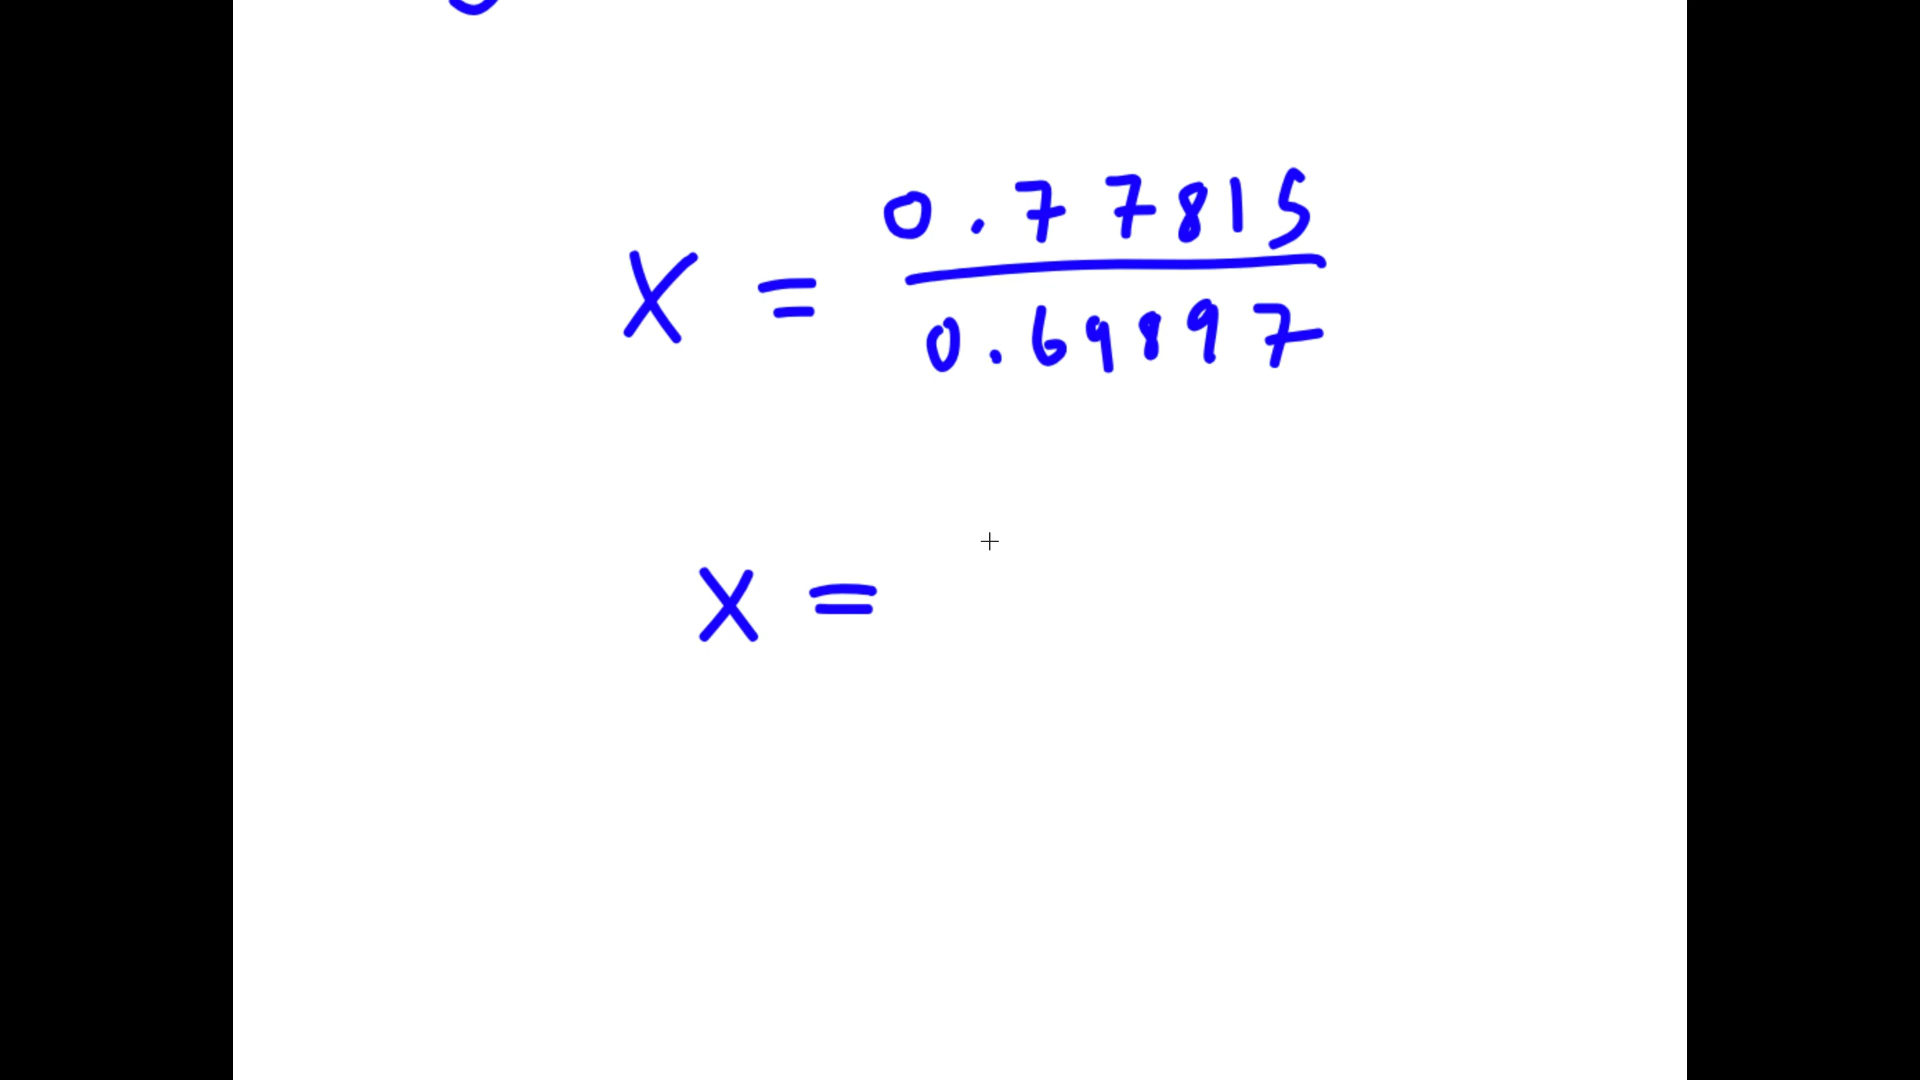 X = 0.77815 / 0.69897
X =